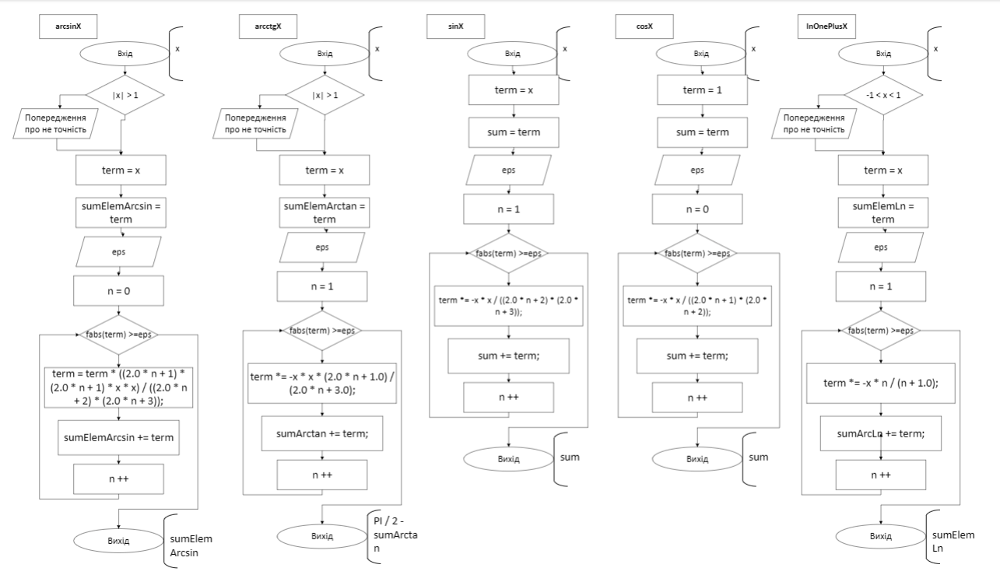 arcsinX
Вхід
x
|x| > 1
Попередження
про не точність
term = x
sumElemArcsin =
term
eps
n = 0
fabs(term) >=eps
term = term * ((2.0 * n + 1) *
(2.0 * n + 1) * x * x) / ((2.0 * n
+ 2) * (2.0 * n + 3));
sumElemArcsin += term
n ++
Вихід
sumElem
Arcsin
arcctgX
Вхід
x
|x| > 1
Попередження
про не точність
term = x
sumElemArctan =
term
eps
n = 1
fabs(term) >=eps
term *= -x * x * (2.0 * n + 1.0) /
(2.0 * n + 3.0);
sumArctan += term;
n ++
Вихід
PI / 2 -
sumArcta
n
sinX
Вхід
x
term = x
sum = term
eps
n = 1
fabs(term) >=eps
term *= -x * x / ((2.0 * n + 2) * (2.0 *
n + 3));
sum += term;
n ++
Вихід
sum
cosX
Вхід
x
term = 1
sum = term
eps
n = 0
fabs(term) >=eps
term *= -x * x / ((2.0 * n + 1) * (2.0 *
n + 2));
sum += term;
n ++
Вихід
sum
lnOnePlusX
Вхід
x
-1 < x < 1
Попередження
про не точність
term = x
sumElemLn =
term
eps
n = 1
fabs(term) >=eps
term *= -x * n / (n + 1.0);
sumArcLn += term;
n ++
Вихід
sumElem
Ln